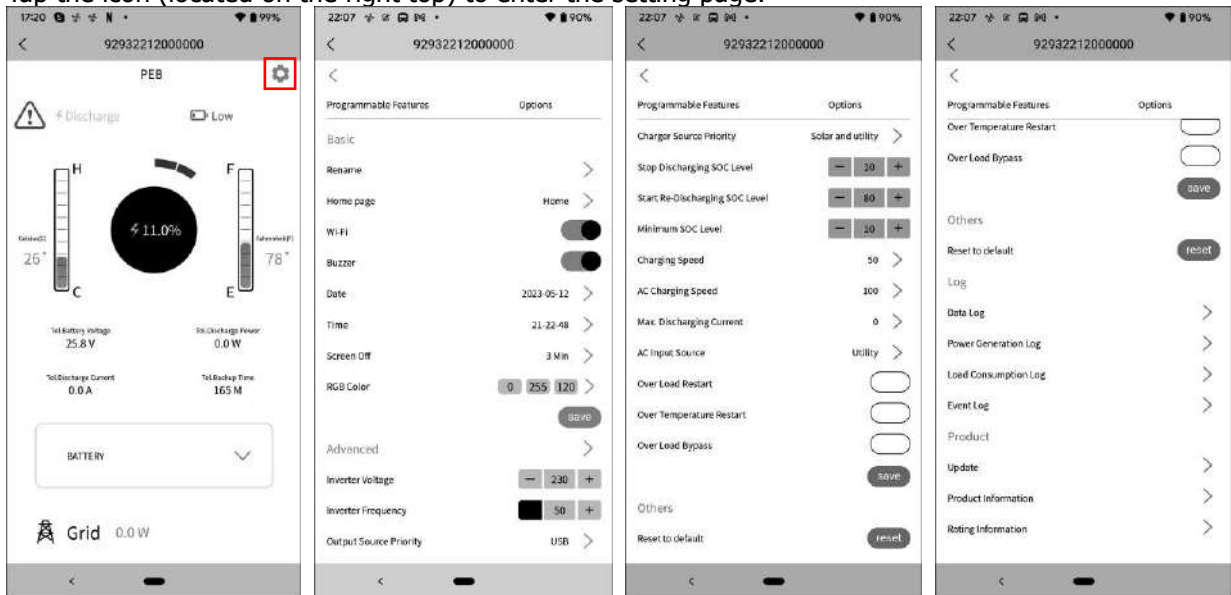 Tap the icon (located on the right top) to enter the setting page.
17:20 99%
92932212000000
PEB
Discharge Low
H F
11.0%
26° 78°
C E
Tol.Battery Voltage Tol.Discharge Power
25.8 V 0.0 W
Tol.Discharge Current Tol.Backup Time
0.0 A 165 M
BATTERY
Grid 0.0 W
22:07 90%
92932212000000
Programmable Features Options
Basic
Rename
Home page Home
Wi-Fi
Buzzer
Date 2023-05-12
Time 21-22-48
Screen Off 3 Min
RGB Color 0 255 120
save
Advanced
Inverter Voltage − 230 +
Inverter Frequency 50 +
Output Source Priority USB
22:07 90%
92932212000000
Programmable Features Options
Charger Source Priority Solar and utility
Stop Discharging SOC Level −  +
Start Re-Discharging SOC Level − 80 +
Minimum SOC Level −  +
Charging Speed 50
AC Charging Speed 100
Max. Discharging Current 0
AC Input Source Utility
Over Load Restart
Over Temperature Restart
Over Load Bypass
save
Others
Reset to default reset
22:07 90%
92932212000000
Programmable Features Options
Over Temperature Restart
Over Load Bypass
save
Others
Reset to default reset
Log
Data Log
Power Generation Log
Load Consumption Log
Event Log
Product
Update
Product Information
Rating Information